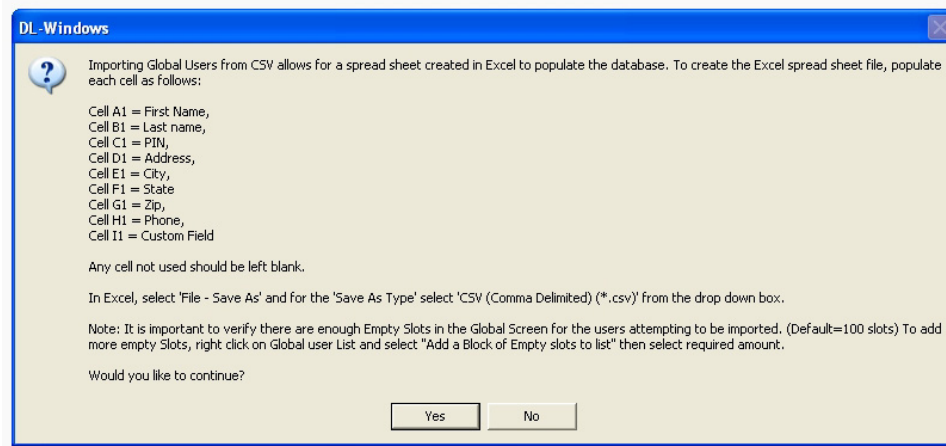 DL-Windows
Importing Global Users from CSV allows for a spread sheet created in Excel to populate the database. To create the Excel spread sheet file, populate
each cell as follows:
Cell A1 = First Name,
Cell B1 = Last name,
Cell C1 = PIN,
Cell D1 = Address,
Cell E1 = City,
Cell F1 = State
Cell G1 = Zip,
Cell H1 = Phone,
Cell I1 = Custom Field
Any cell not used should be left blank.
In Excel, select 'File - Save As' and for the 'Save As Type' select 'CSV (Comma Delimited) (*.csv)' from the drop down box.
Note: It is important to verify there are enough Empty Slots in the Global Screen for the users attempting to be imported. (Default=100 slots) To add
more empty Slots, right click on Global user List and select "Add a Block of Empty slots to list" then select required amount.
Would you like to continue?
Yes No